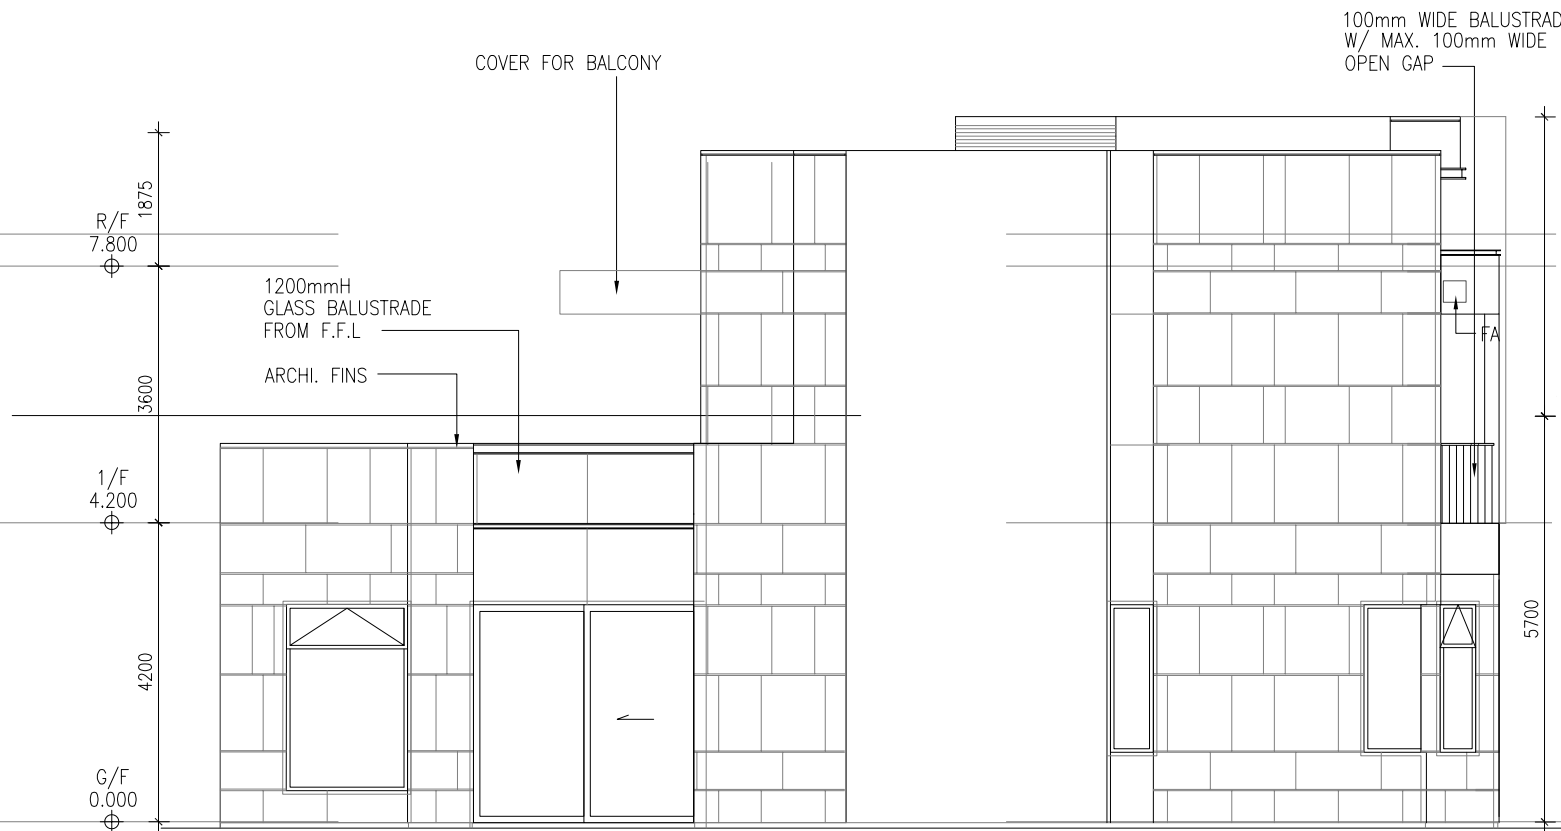 100mm WIDE BALUSTRAD
W/ MAX. 100mm WIDE
OPEN GAP
COVER FOR BALCONY
1875
R/F
7.800
1200mmH
GLASS BALUSTRADE
FROM F.F.L
FA
ARCHI. FINS
3600
1/F
4.200
5700
4200
G/F
0.000